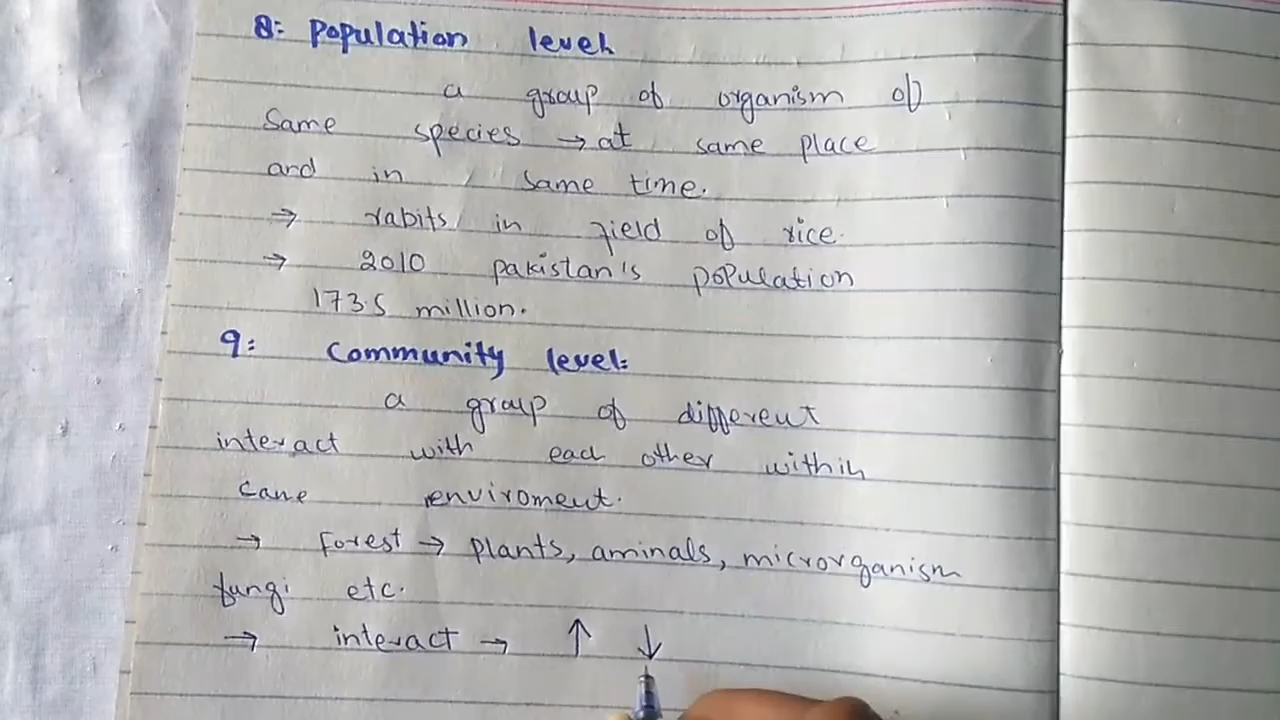 8: Population level
a group of organism of
Same species → at same place
and in same time.
→ rabits in field of rice.
→ 2010 pakistan's population
173.5 million.
9: Community level:
a group of different
interact with each other within
came enviroment.
→ Forest → plants, aminals, microrganism
fungi etc.
→ interact → ↑ ↓